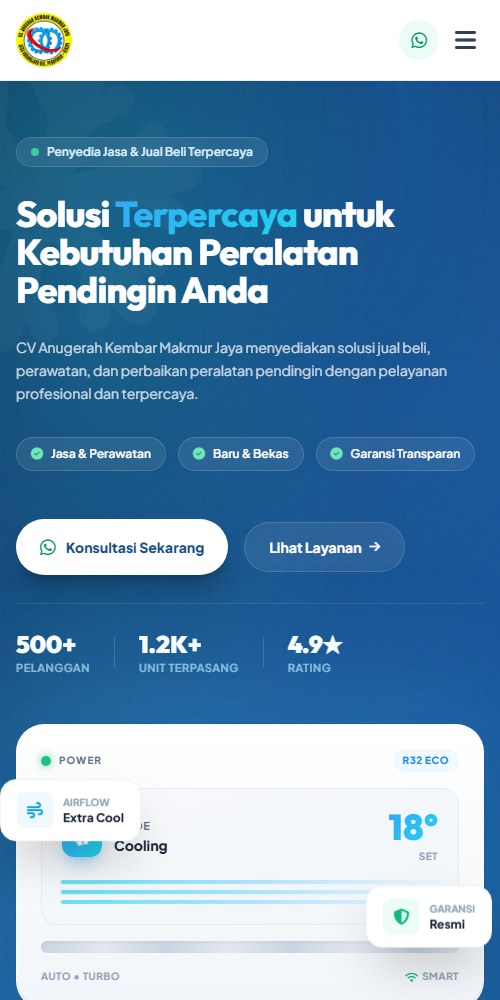 Penyedia Jasa & Jual Beli Terpercaya
Solusi Terpercaya untuk
Kebutuhan Peralatan
Pendingin Anda
CV Anugerah Kembar Makmur Jaya menyediakan solusi jual beli,
perawatan, dan perbaikan peralatan pendingin dengan pelayanan
profesional dan terpercaya.
Jasa & Perawatan
Baru & Bekas
Garansi Transparan
Konsultasi Sekarang
Lihat Layanan →
500+
PELANGGAN
1.2K+
UNIT TERPASANG
4.9★
RATING
POWER
R32 ECO
AIRFLOW
Extra Cool
DE
Cooling
18°
SET
GARANSI
Resmi
AUTO • TURBO
SMART